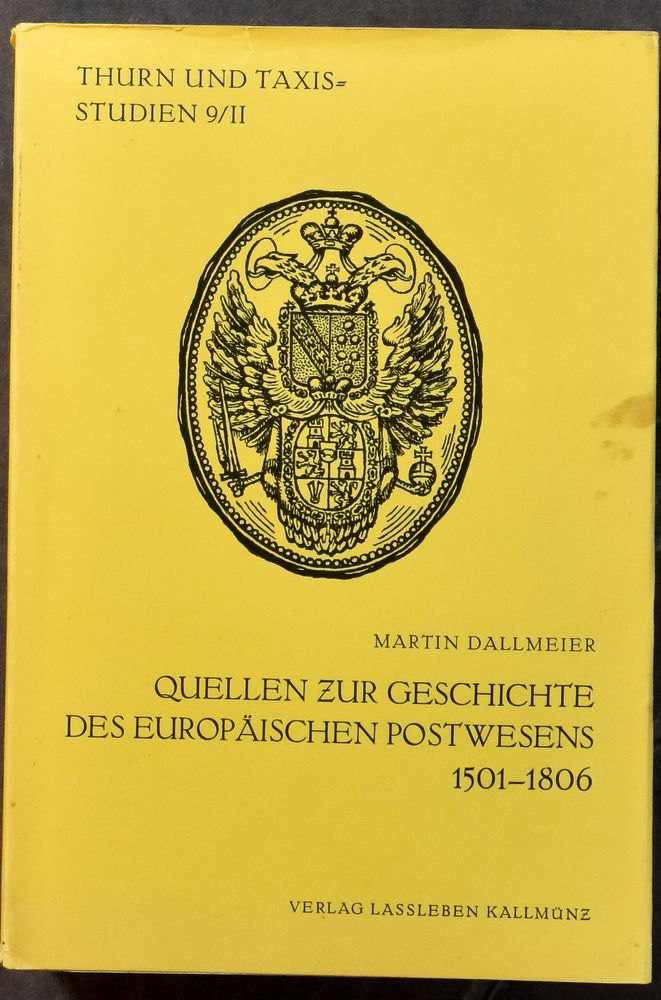 THURN UND TAXIS=
STUDIEN 9/II
MARTIN DALLMEIER
QUELLEN ZUR GESCHICHTE
DES EUROPÄISCHEN POSTWESENS
1501–1806
VERLAG LASSLEBEN KALLMÜNZ